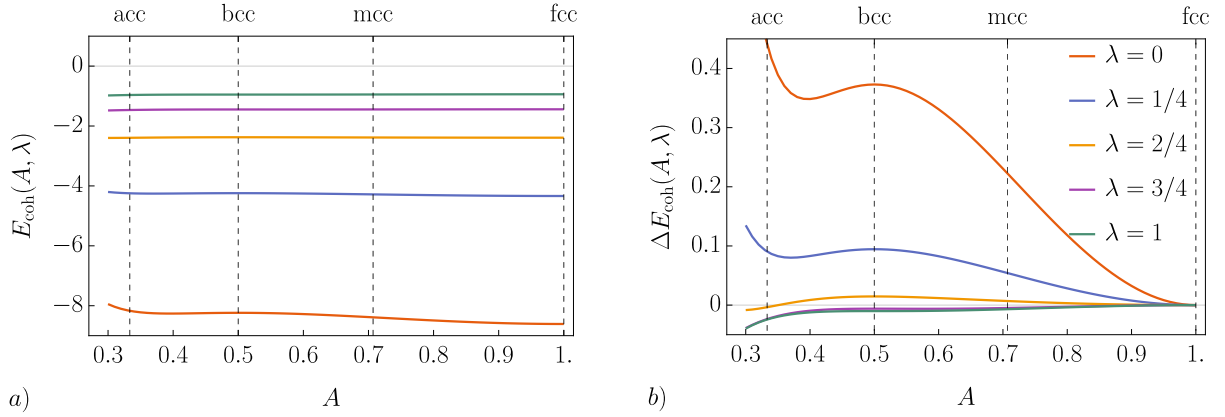 acc bcc mcc fcc
E_coh(A, λ)
0
−2
−4
−6
−8
0.3 0.4 0.5 0.6 0.7 0.8 0.9 1.
a) A
acc bcc mcc fcc
ΔE_coh(A, λ)
0.4
0.3
0.2
0.1
0
λ = 0
λ = 1/4
λ = 2/4
λ = 3/4
λ = 1
0.3 0.4 0.5 0.6 0.7 0.8 0.9 1.
b) A